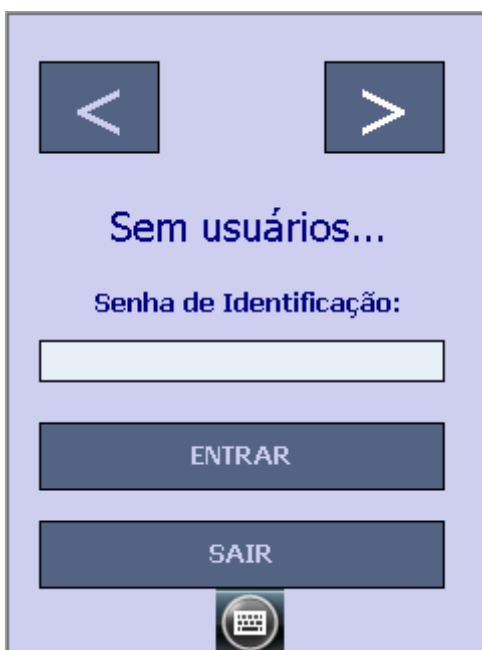 < >
Sem usuários...
Senha de Identificação:
ENTRAR
SAIR